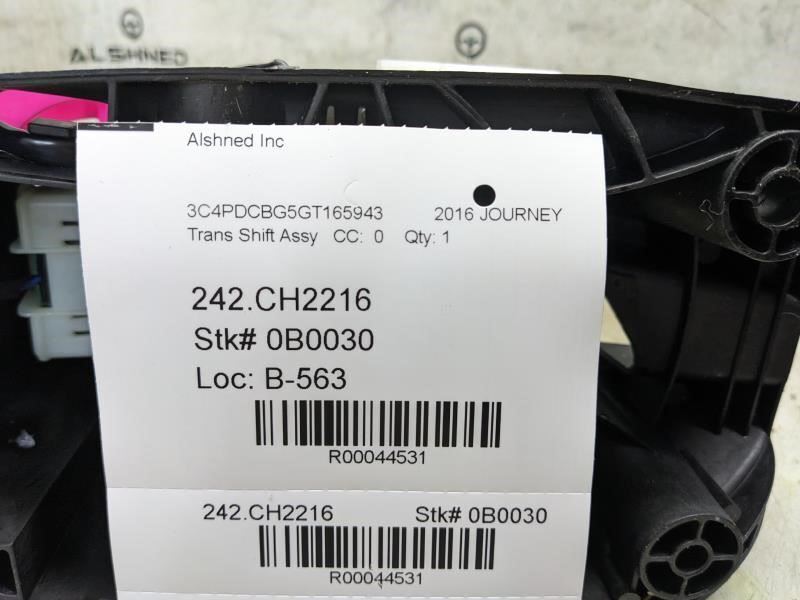 ALSHNED
ALSHNED
Alshned Inc
3C4PDCBG5GT165943 2016 JOURNEY
Trans Shift Assy CC: 0 Qty: 1
242.CH2216
Stk# 0B0030
Loc: B-563
R00044531
242.CH2216 Stk# 0B0030
R00044531